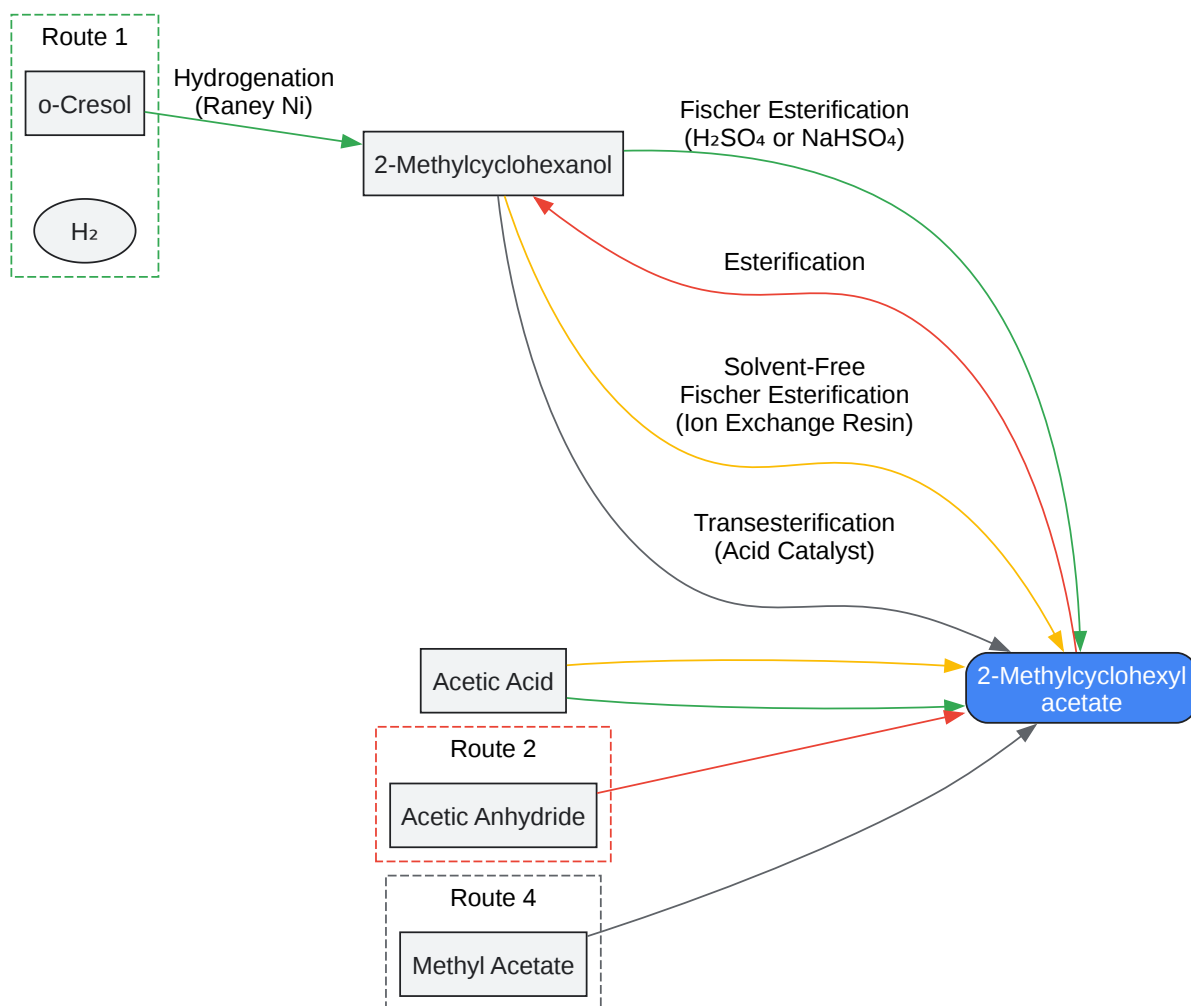 Route 1
o-Cresol
H₂
Hydrogenation
(Raney Ni)
2-Methylcyclohexanol
Fischer Esterification
(H₂SO₄ or NaHSO₄)
Esterification
Solvent-Free
Fischer Esterification
(Ion Exchange Resin)
Transesterification
(Acid Catalyst)
Acetic Acid
Route 2
Acetic Anhydride
Route 4
Methyl Acetate
2-Methylcyclohexyl
acetate